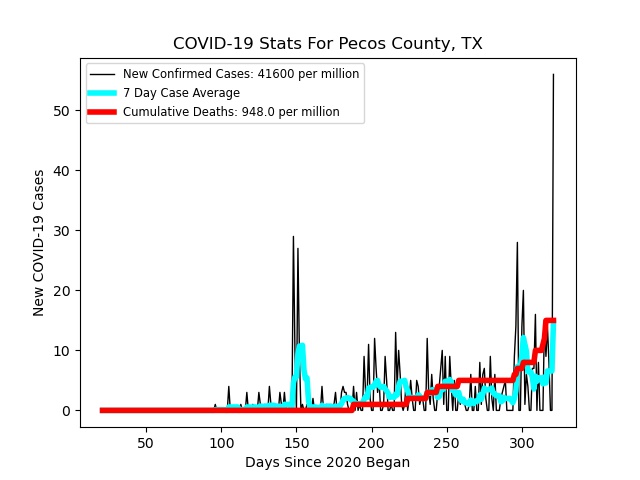 COVID-19 Stats For Pecos County, TX
New Confirmed Cases: 41600 per million
7 Day Case Average
Cumulative Deaths: 948.0 per million
New COVID-19 Cases
50
40
30
20
10
0
50 100 150 200 250 300
Days Since 2020 Began